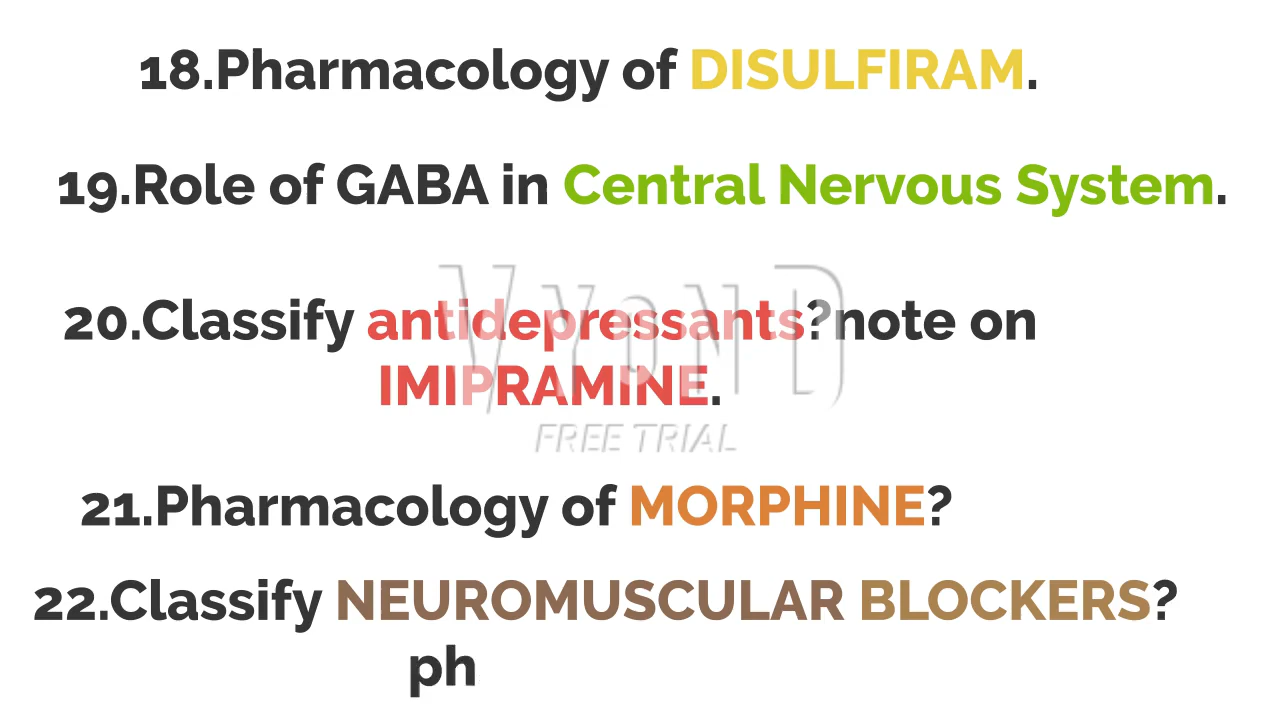 18.Pharmacology of DISULFIRAM.
19.Role of GABA in Central Nervous System.
20.Classify antidepressants?note on
IMIPRAMINE.
VYOND
FREE TRIAL
21.Pharmacology of MORPHINE?
22.Classify NEUROMUSCULAR BLOCKERS?
ph